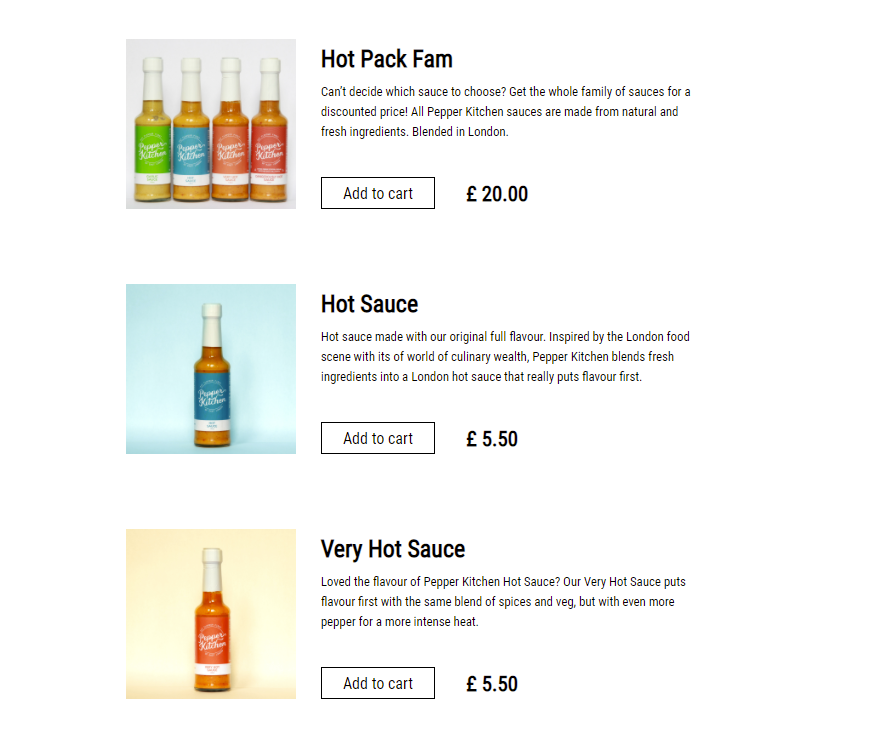 Hot Pack Fam
Can't decide which sauce to choose? Get the whole family of sauces for a
discounted price! All Pepper Kitchen sauces are made from natural and
fresh ingredients. Blended in London.
Pepper Pepper Pepper Pepper
Kitchen Kitchen Kitchen Kitchen
Add to cart £ 20.00
Hot Sauce
Hot sauce made with our original full flavour. Inspired by the London food
scene with its of world of culinary wealth, Pepper Kitchen blends fresh
ingredients into a London hot sauce that really puts flavour first.
Pepper
Kitchen
Add to cart £ 5.50
Very Hot Sauce
Loved the flavour of Pepper Kitchen Hot Sauce? Our Very Hot Sauce puts
flavour first with the same blend of spices and veg, but with even more
pepper for a more intense heat.
Pepper
Kitchen
Add to cart £ 5.50